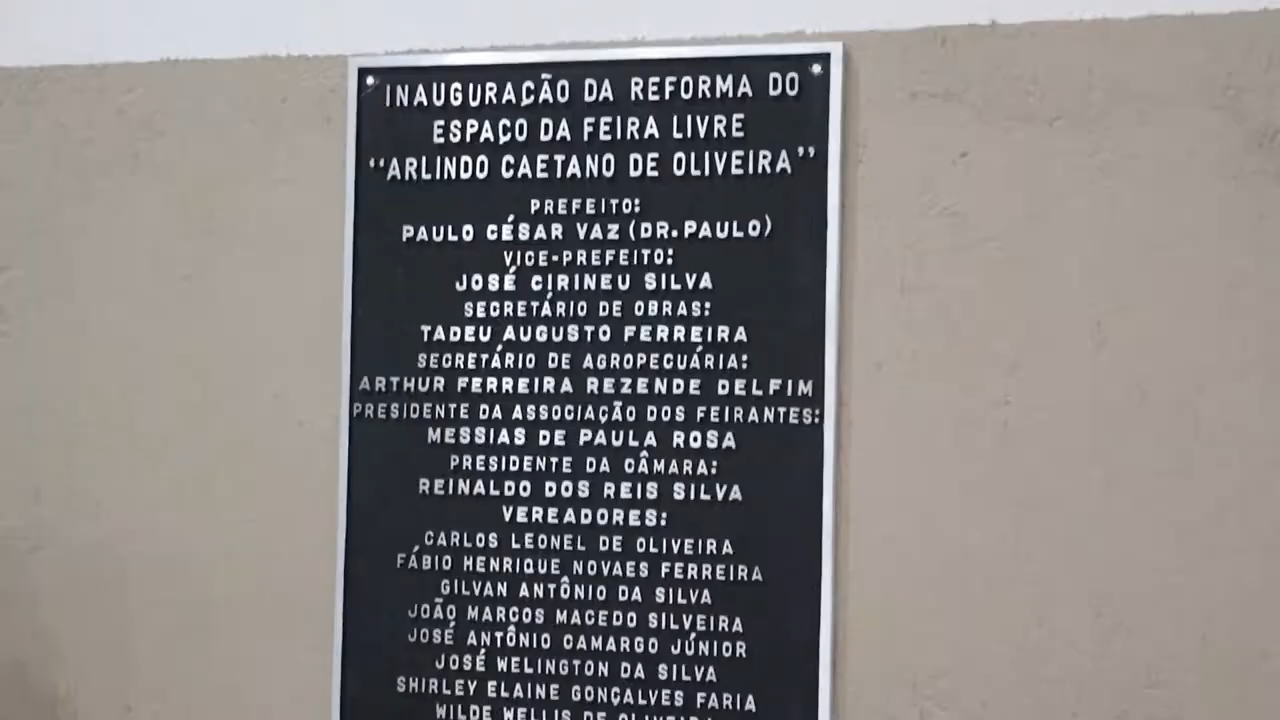 INAUGURAÇÃO DA REFORMA DO
ESPAÇO DA FEIRA LIVRE
“ARLINDO CAETANO DE OLIVEIRA”
PREFEITO:
PAULO CÉSAR VAZ (DR. PAULO)
VICE-PREFEITO:
JOSÉ CIRINEU SILVA
SECRETÁRIO DE OBRAS:
TADEU AUGUSTO FERREIRA
SECRETÁRIO DE AGROPECUÁRIA:
ARTHUR FERREIRA REZENDE DELFIM
PRESIDENTE DA ASSOCIAÇÃO DOS FEIRANTES:
MESSIAS DE PAULA ROSA
PRESIDENTE DA CÂMARA:
REINALDO DOS REIS SILVA
VEREADORES:
CARLOS LEONEL DE OLIVEIRA
FÁBIO HENRIQUE NOVAES FERREIRA
GILVAN ANTÔNIO DA SILVA
JOÃO MARCOS MACEDO SILVEIRA
JOSÉ ANTÔNIO CAMARGO JÚNIOR
JOSÉ WELINGTON DA SILVA
SHIRLEY ELAINE GONÇALVES FARIA
WILDE WELLIS DE OLIVEIRA